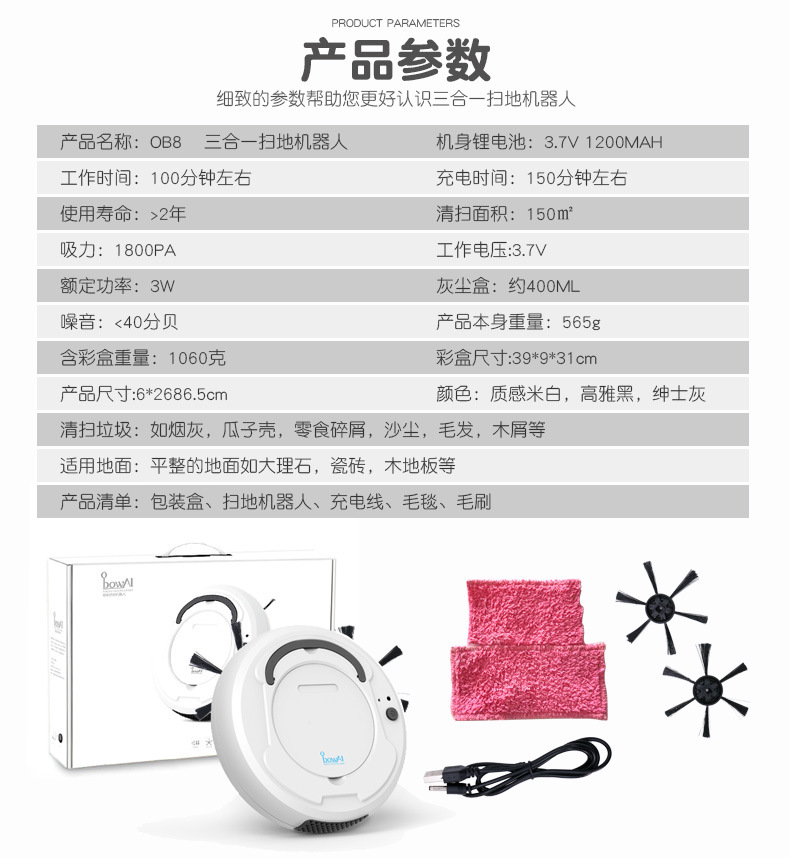 PRODUCT PARAMETERS
产品参数
细致的参数帮助您更好认识三合一扫地机器人
产品名称：OB8 三合一扫地机器人 机身锂电池：3.7V 1200MAH
工作时间：100分钟左右 充电时间：150分钟左右
使用寿命：>2年 清扫面积：150㎡
吸力：1800PA 工作电压:3.7V
额定功率：3W 灰尘盒：约400ML
噪音：<40分贝 产品本身重量：565g
含彩盒重量：1060克 彩盒尺寸:39*9*31cm
产品尺寸:6*2686.5cm 颜色：质感米白，高雅黑，绅士灰
清扫垃圾：如烟灰，瓜子壳，零食碎屑，沙尘，毛发，木屑等
适用地面：平整的地面如大理石，瓷砖，木地板等
产品清单：包装盒、扫地机器人、充电线、毛毯、毛刷
bowAI
bowAI